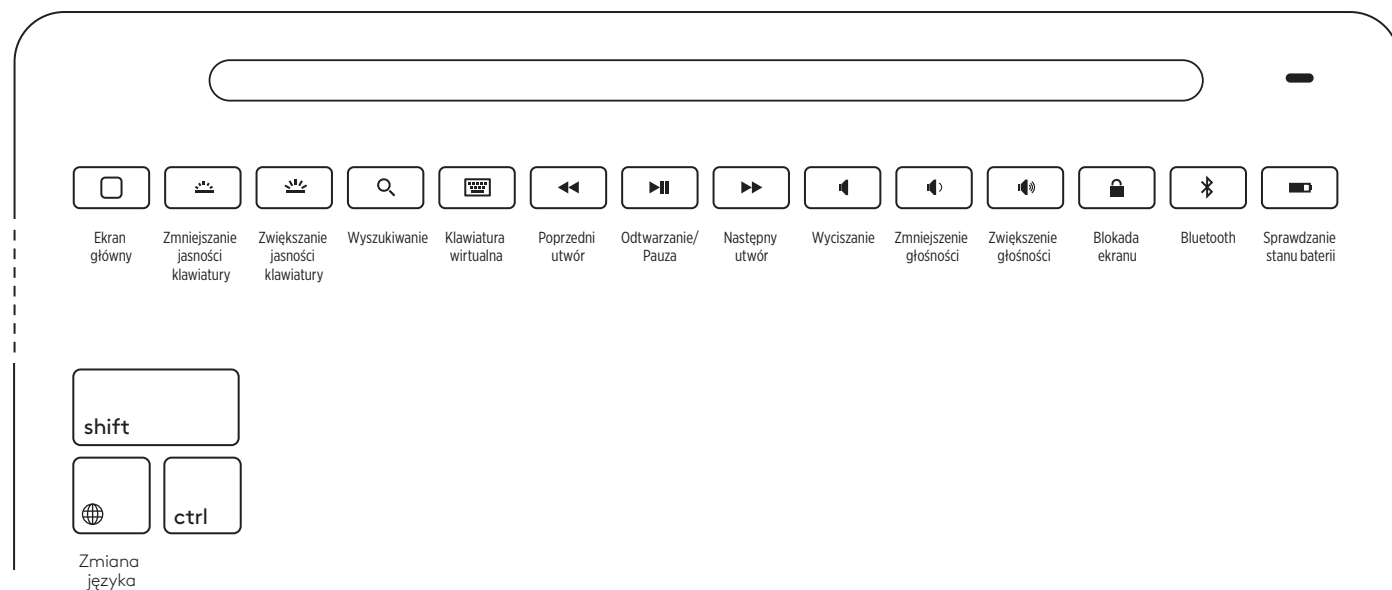 Ekran
główny
Zmniejszanie
jasności
klawiatury
Zwiększanie
jasności
klawiatury
Wyszukiwanie
Klawiatura
wirtualna
Poprzedni
utwór
Odtwarzanie/
Pauza
Następny
utwór
Wyciszanie
Zmniejszenie
głośności
Zwiększenie
głośności
Blokada
ekranu
Bluetooth
Sprawdzanie
stanu baterii
shift
ctrl
Zmiana
języka